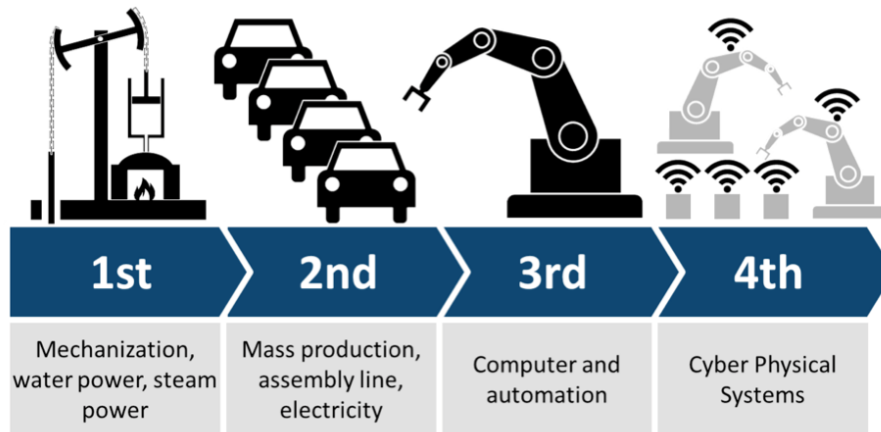 1st
2nd
3rd
4th
Mechanization,
water power, steam
power
Mass production,
assembly line,
electricity
Computer and
automation
Cyber Physical
Systems